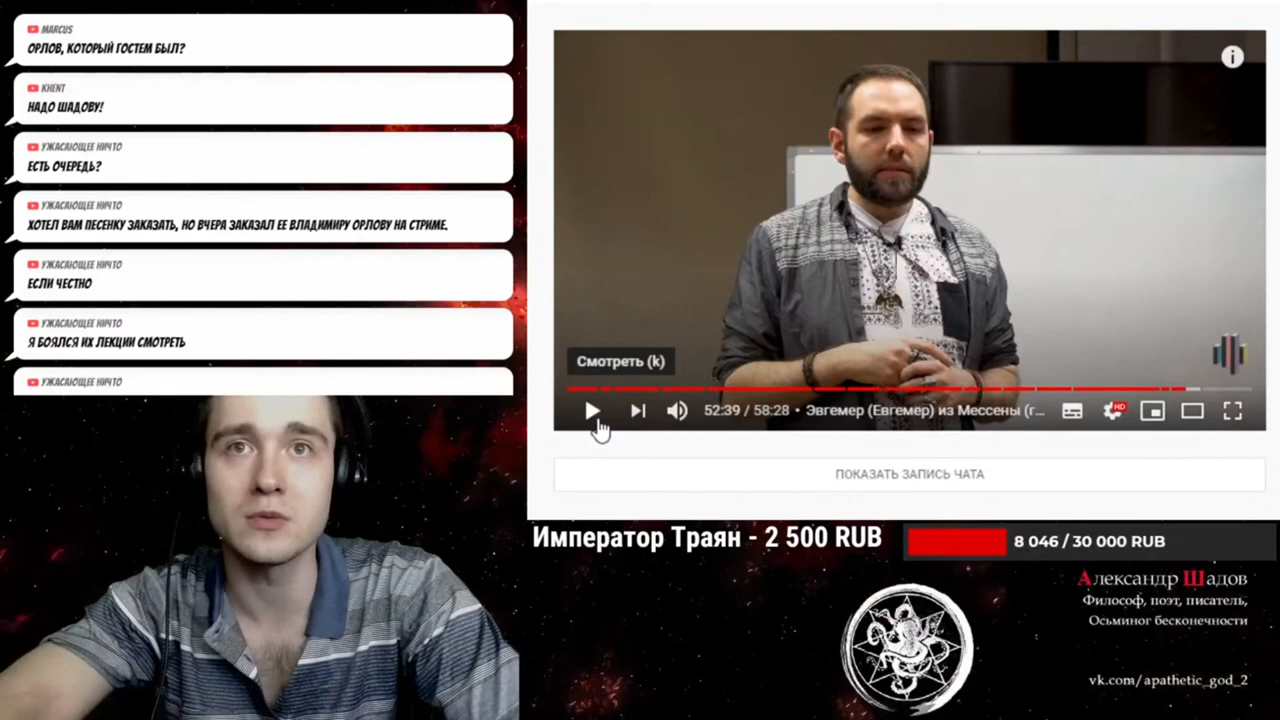 MARCUS
ОРЛОВ, КОТОРЫЙ ГОСТЕМ БЫЛ?
KHENT
НАДО ШАДОВУ!
УЖАСАЮЩЕЕ НИЧТО
ЕСТЬ ОЧЕРЕДЬ?
УЖАСАЮЩЕЕ НИЧТО
ХОТЕЛ ВАМ ПЕСЕНКУ ЗАКАЗАТЬ, НО ВЧЕРА ЗАКАЗАЛ ЕЕ ВЛАДИМИРУ ОРЛОВУ НА СТРИМЕ.
УЖАСАЮЩЕЕ НИЧТО
ЕСЛИ ЧЕСТНО
УЖАСАЮЩЕЕ НИЧТО
Я БОЯЛСЯ ИХ ЛЕКЦИИ СМОТРЕТЬ
УЖАСАЮЩЕЕ НИЧТО
Смотреть (k)
52:39 / 58:28 • Эвгемер (Евгемер) из Мессены (г...
HD
ПОКАЗАТЬ ЗАПИСЬ ЧАТА
Император Траян - 2 500 RUB
8 046 / 30 000 RUB
Александр Шадов
Философ, поэт, писатель,
Осьминог бесконечности
vk.com/apathetic_god_2